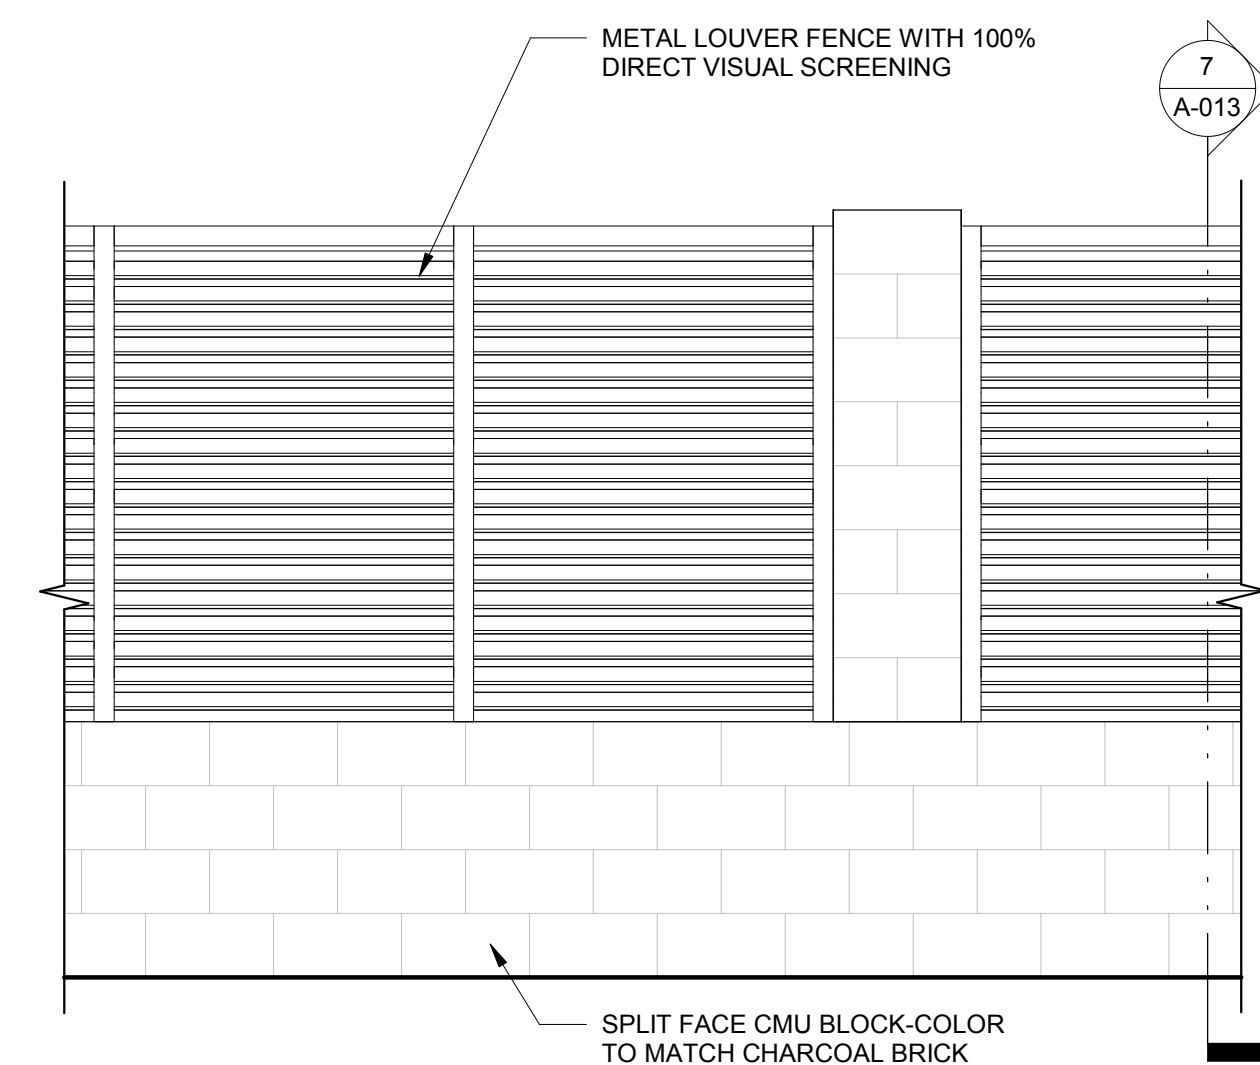 METAL LOUVER FENCE WITH 100%
DIRECT VISUAL SCREENING
7
A-013
SPLIT FACE CMU BLOCK-COLOR
TO MATCH CHARCOAL BRICK